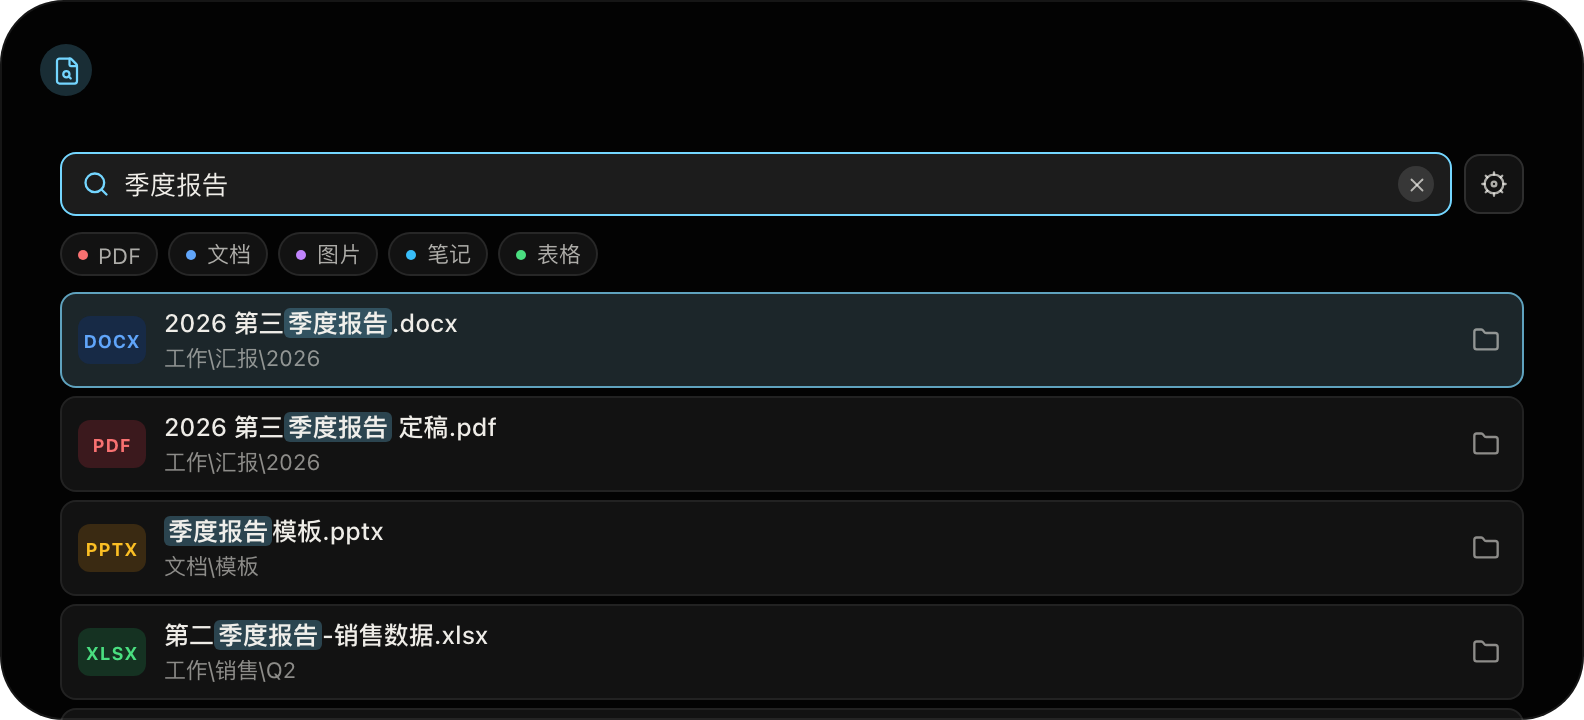 季度报告
PDF 文档 图片 笔记 表格
DOCX
2026 第三季度报告.docx
工作\汇报\2026
PDF
2026 第三季度报告 定稿.pdf
工作\汇报\2026
PPTX
季度报告模板.pptx
文档\模板
XLSX
第二季度报告-销售数据.xlsx
工作\销售\Q2